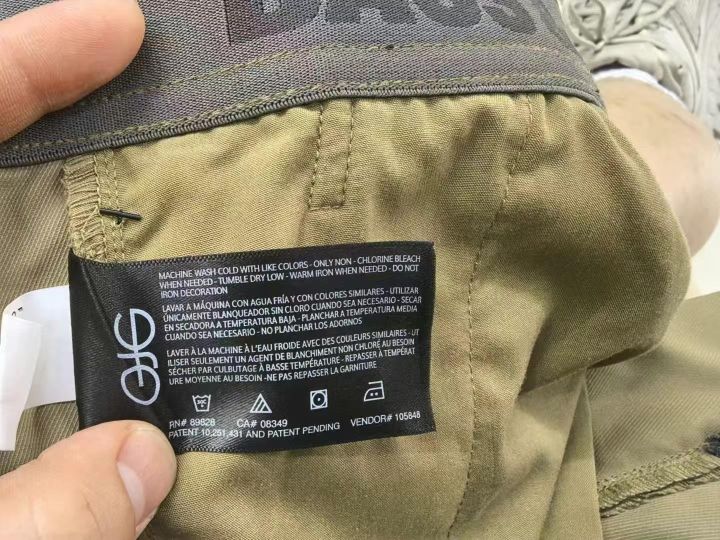 MACHINE WASH COLD WITH LIKE COLORS - ONLY NON - CHLORINE BLEACH
WHEN NEEDED - TUMBLE DRY LOW - WARM IRON WHEN NEEDED - DO NOT
IRON DECORATION
LAVAR A MÁQUINA CON AGUA FRÍA Y CON COLORES SIMILARES - UTILIZAR
ÚNICAMENTE BLANQUEADOR SIN CLORO CUANDO SEA NECESARIO - SECAR
EN SECADORA A TEMPERATURA BAJA - PLANCHAR A TEMPERATURA MEDIA
CUANDO SEA NECESARIO - NO PLANCHAR LOS ADORNOS
LAVER À LA MACHINE À L'EAU FROIDE AVEC DES COULEURS SIMILAIRES - UT
ILISER SEULEMENT UN AGENT DE BLANCHIMENT NON CHLORÉ AU BESOIN
SÉCHER PAR CULBUTAGE À BASSE TEMPÉRATURE - REPASSER À TEMPÉRAT
URE MOYENNE AU BESOIN - NE PAS REPASSER LA GARNITURE
30C
RN# 89828 CA# 08349 VENDOR# 105848
PATENT 10,251,431 AND PATENT PENDING